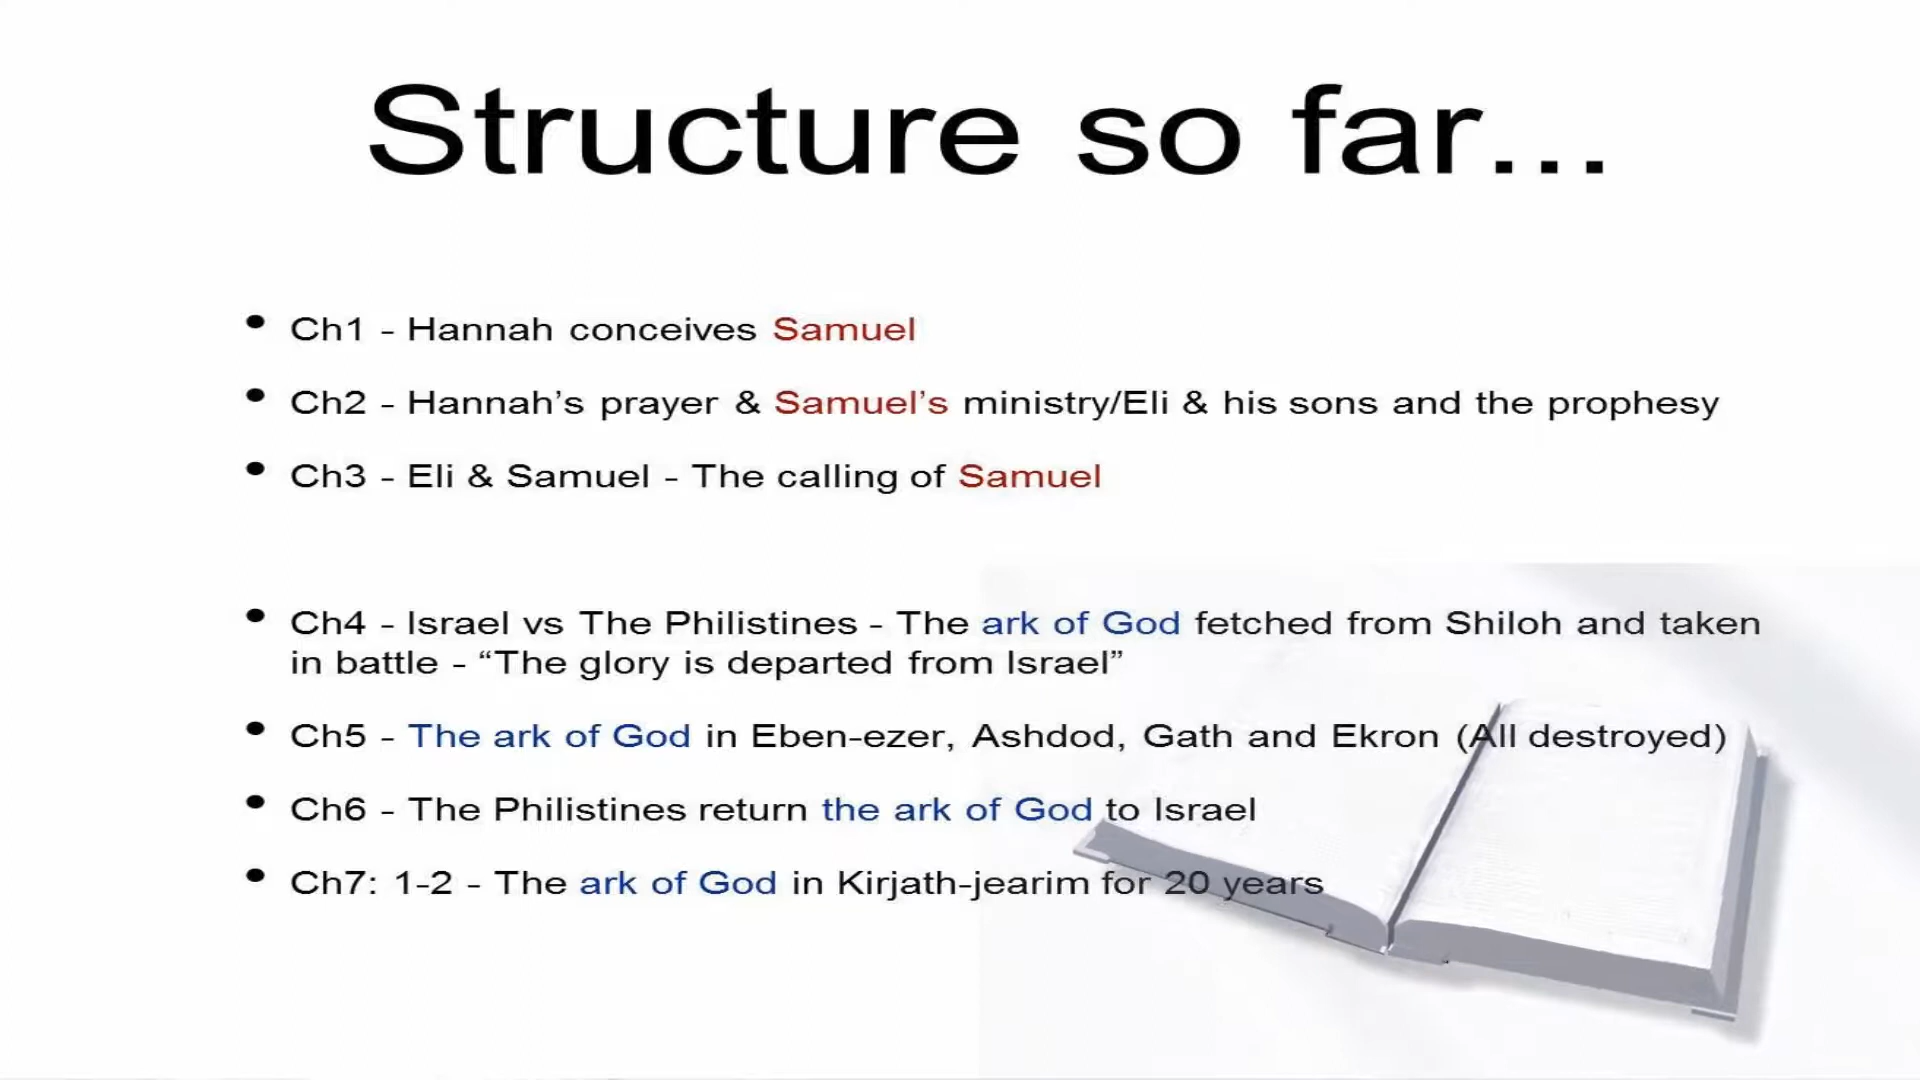 Structure so far...
• Ch1 - Hannah conceives Samuel
• Ch2 - Hannah’s prayer & Samuel’s ministry/Eli & his sons and the prophesy
• Ch3 - Eli & Samuel - The calling of Samuel
• Ch4 - Israel vs The Philistines - The ark of God fetched from Shiloh and taken
in battle - “The glory is departed from Israel”
• Ch5 - The ark of God in Eben-ezer, Ashdod, Gath and Ekron (All destroyed)
• Ch6 - The Philistines return the ark of God to Israel
• Ch7: 1-2 - The ark of God in Kirjath-jearim for 20 years